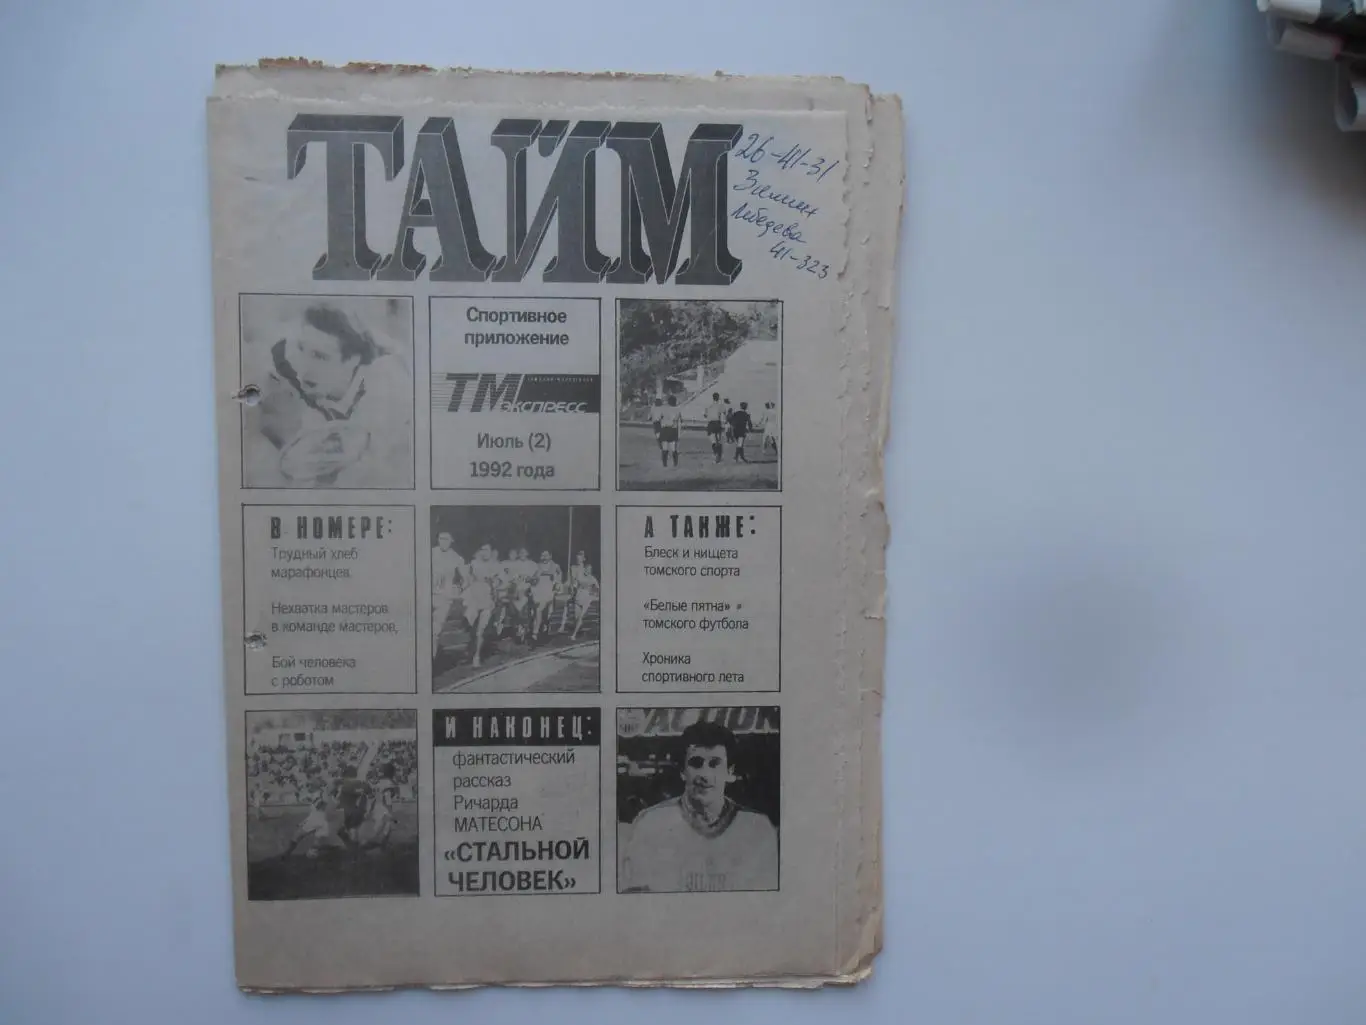 ТАЙМ
26-41-31
Зилин
Лебедева
41-323
Спортивное
приложение
ТМ
ЭКСПРЕСС
Июль (2)
1992 года
В НОМЕРЕ:
Трудный хлеб
марафонцев
Нехватка мастеров
в команде мастеров,
Бой человека
с роботом
А ТАКЖЕ:
Блеск и нищета
томского спорта
«Белые пятна»
томского футбола
Хроника
спортивного лета
И НАКОНЕЦ:
фантастический
рассказ
Ричарда
МАТЕСОНА
«СТАЛЬНОЙ
ЧЕЛОВЕК»
ACTION